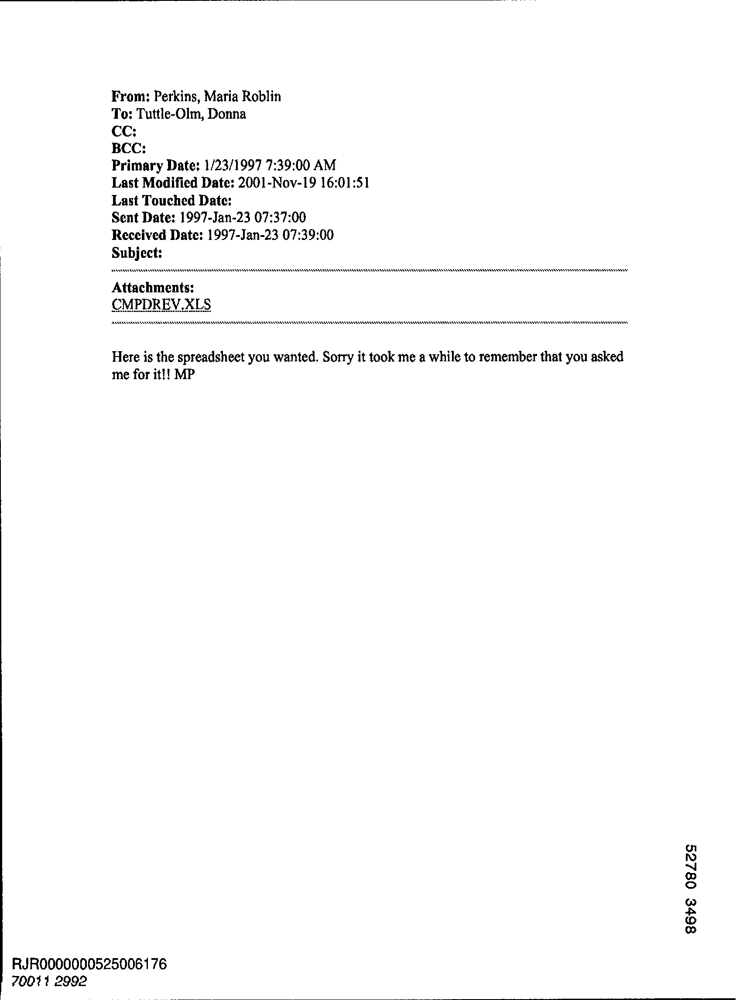 From: Perkins, Maria Roblin
To: Tuttle-Olm, Donna
CC:
BCC:
Primary Date: 1/23/1997 7:39:00 AM
Last Modified Date: 2001-Nov-19 16:01:51
Last Touched Date:
Sent Date: 1997-Jan-23 07:37:00
Received Date: 1997-Jan-23 07:39:00
Subject:
Attachments:
CMPDREV.XLS
Here is the spreadsheet you wanted. Sorry it took me a while to remember that you asked
me for it!! MP
52780 3498
RJR0000000525006176
70011 2992